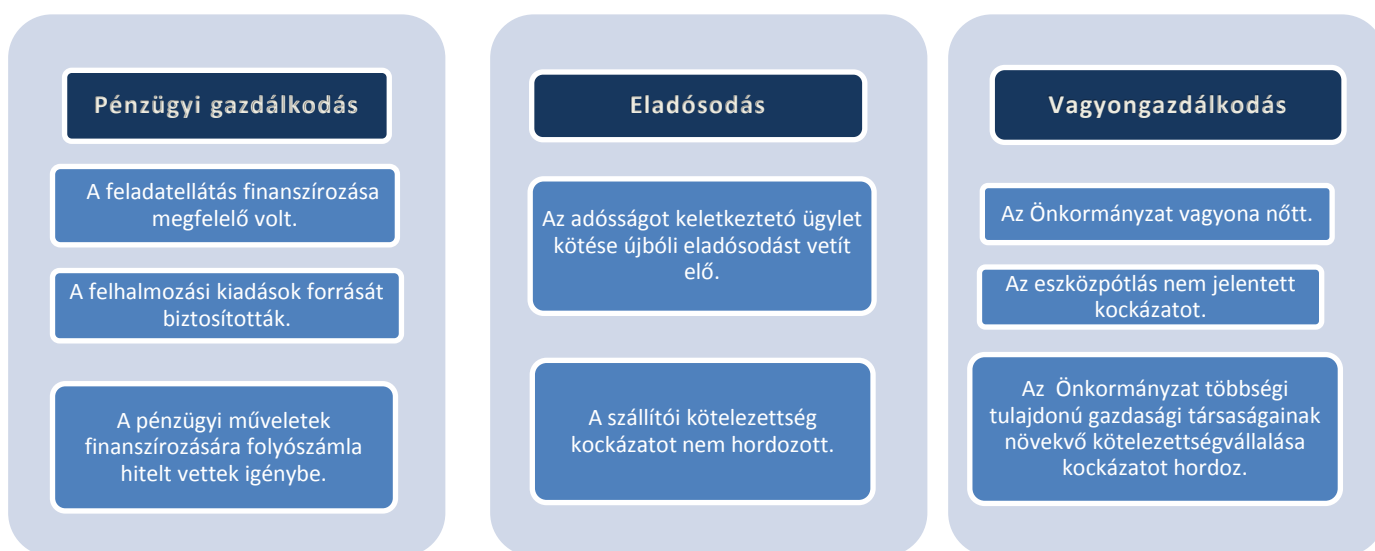 Pénzügyi gazdálkodás
A feladatellátás finanszírozása
megfelelő volt.
A felhalmozási kiadások forrását
biztosították.
A pénzügyi műveletek
finanszírozására folyószámla
hitelt vettek igénybe.
Eladósodás
Az adósságot keletkeztető ügylet
kötése újbóli eladósodást vetít
elő.
A szállítói kötelezettség
kockázatot nem hordozott.
Vagyongazdálkodás
Az Önkormányzat vagyona nőtt.
Az eszközpótlás nem jelentett
kockázatot.
Az Önkormányzat többségi
tulajdonú gazdasági társaságainak
növekvő kötelezettségvállalása
kockázatot hordoz.